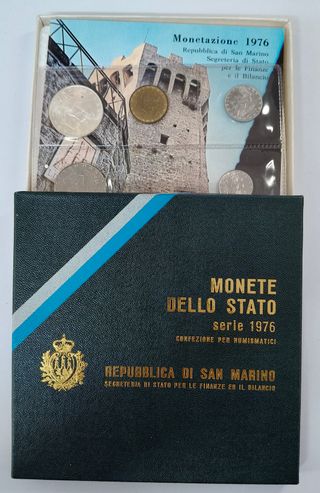 Monetazione 1976
Repubblica di San Marino
Segreteria di Stato
per le Finanze
e il Bilancio
MONETE
DELLO STATO
serie 1976
CONFEZIONE PER NUMISMATICI
REPUBBLICA DI SAN MARINO
SEGRETERIA DI STATO PER LE FINANZE ED IL BILANCIO